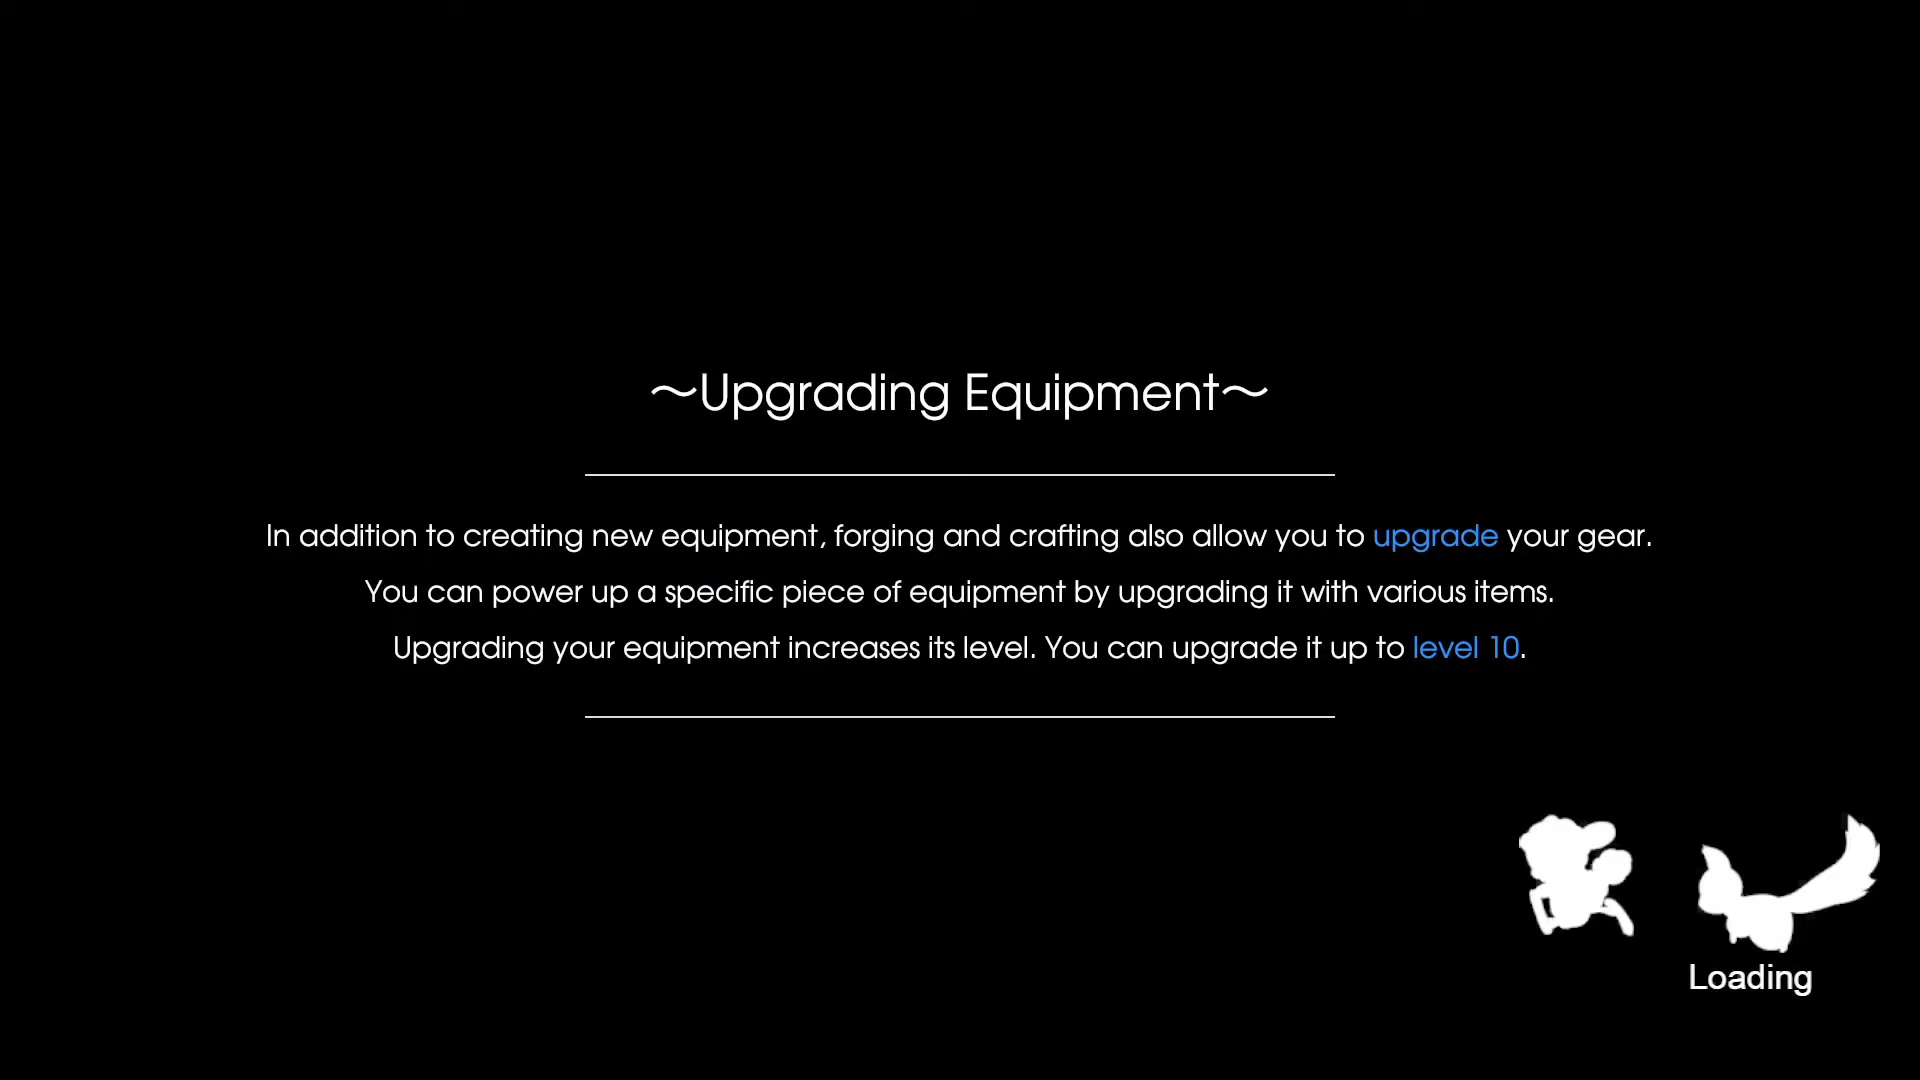 ～Upgrading Equipment～
In addition to creating new equipment, forging and crafting also allow you to upgrade your gear.
You can power up a specific piece of equipment by upgrading it with various items.
Upgrading your equipment increases its level. You can upgrade it up to level 10.
Loading